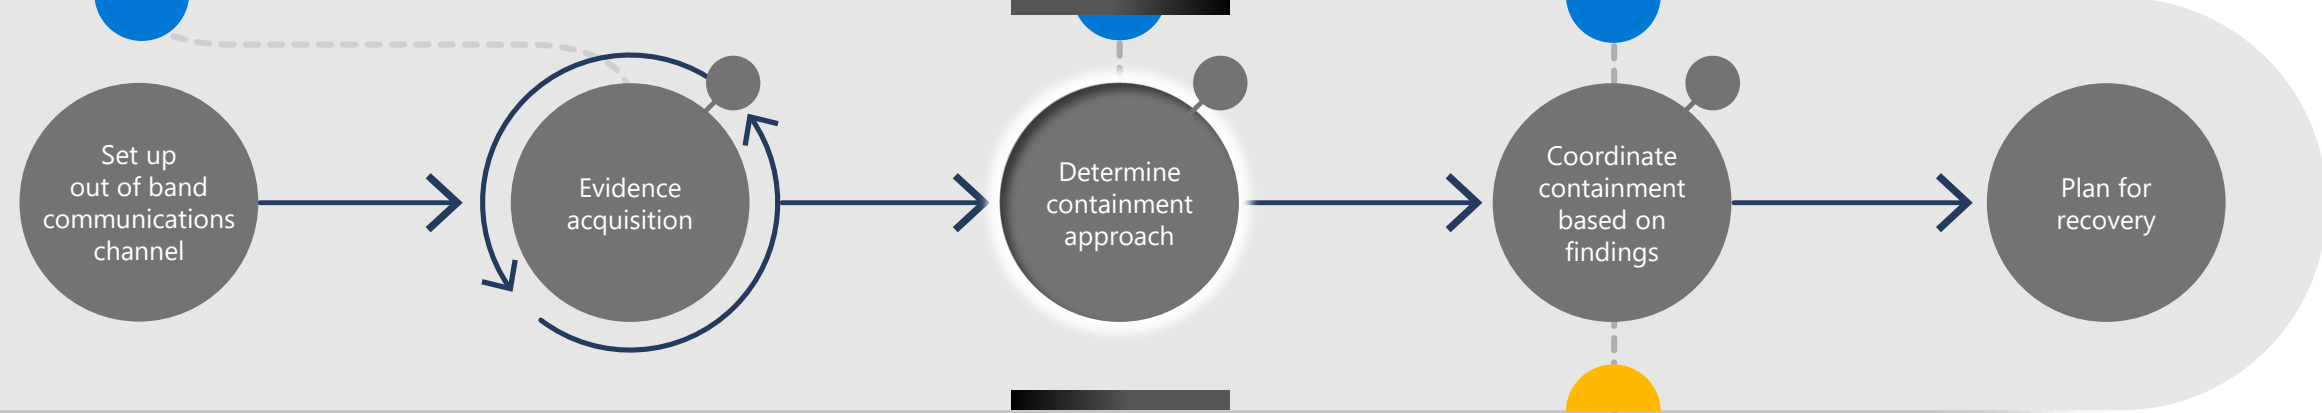 Set up
out of band
communications
channel
Evidence
acquisition
Determine
containment
approach
Coordinate
containment
based on
findings
Plan for
recovery